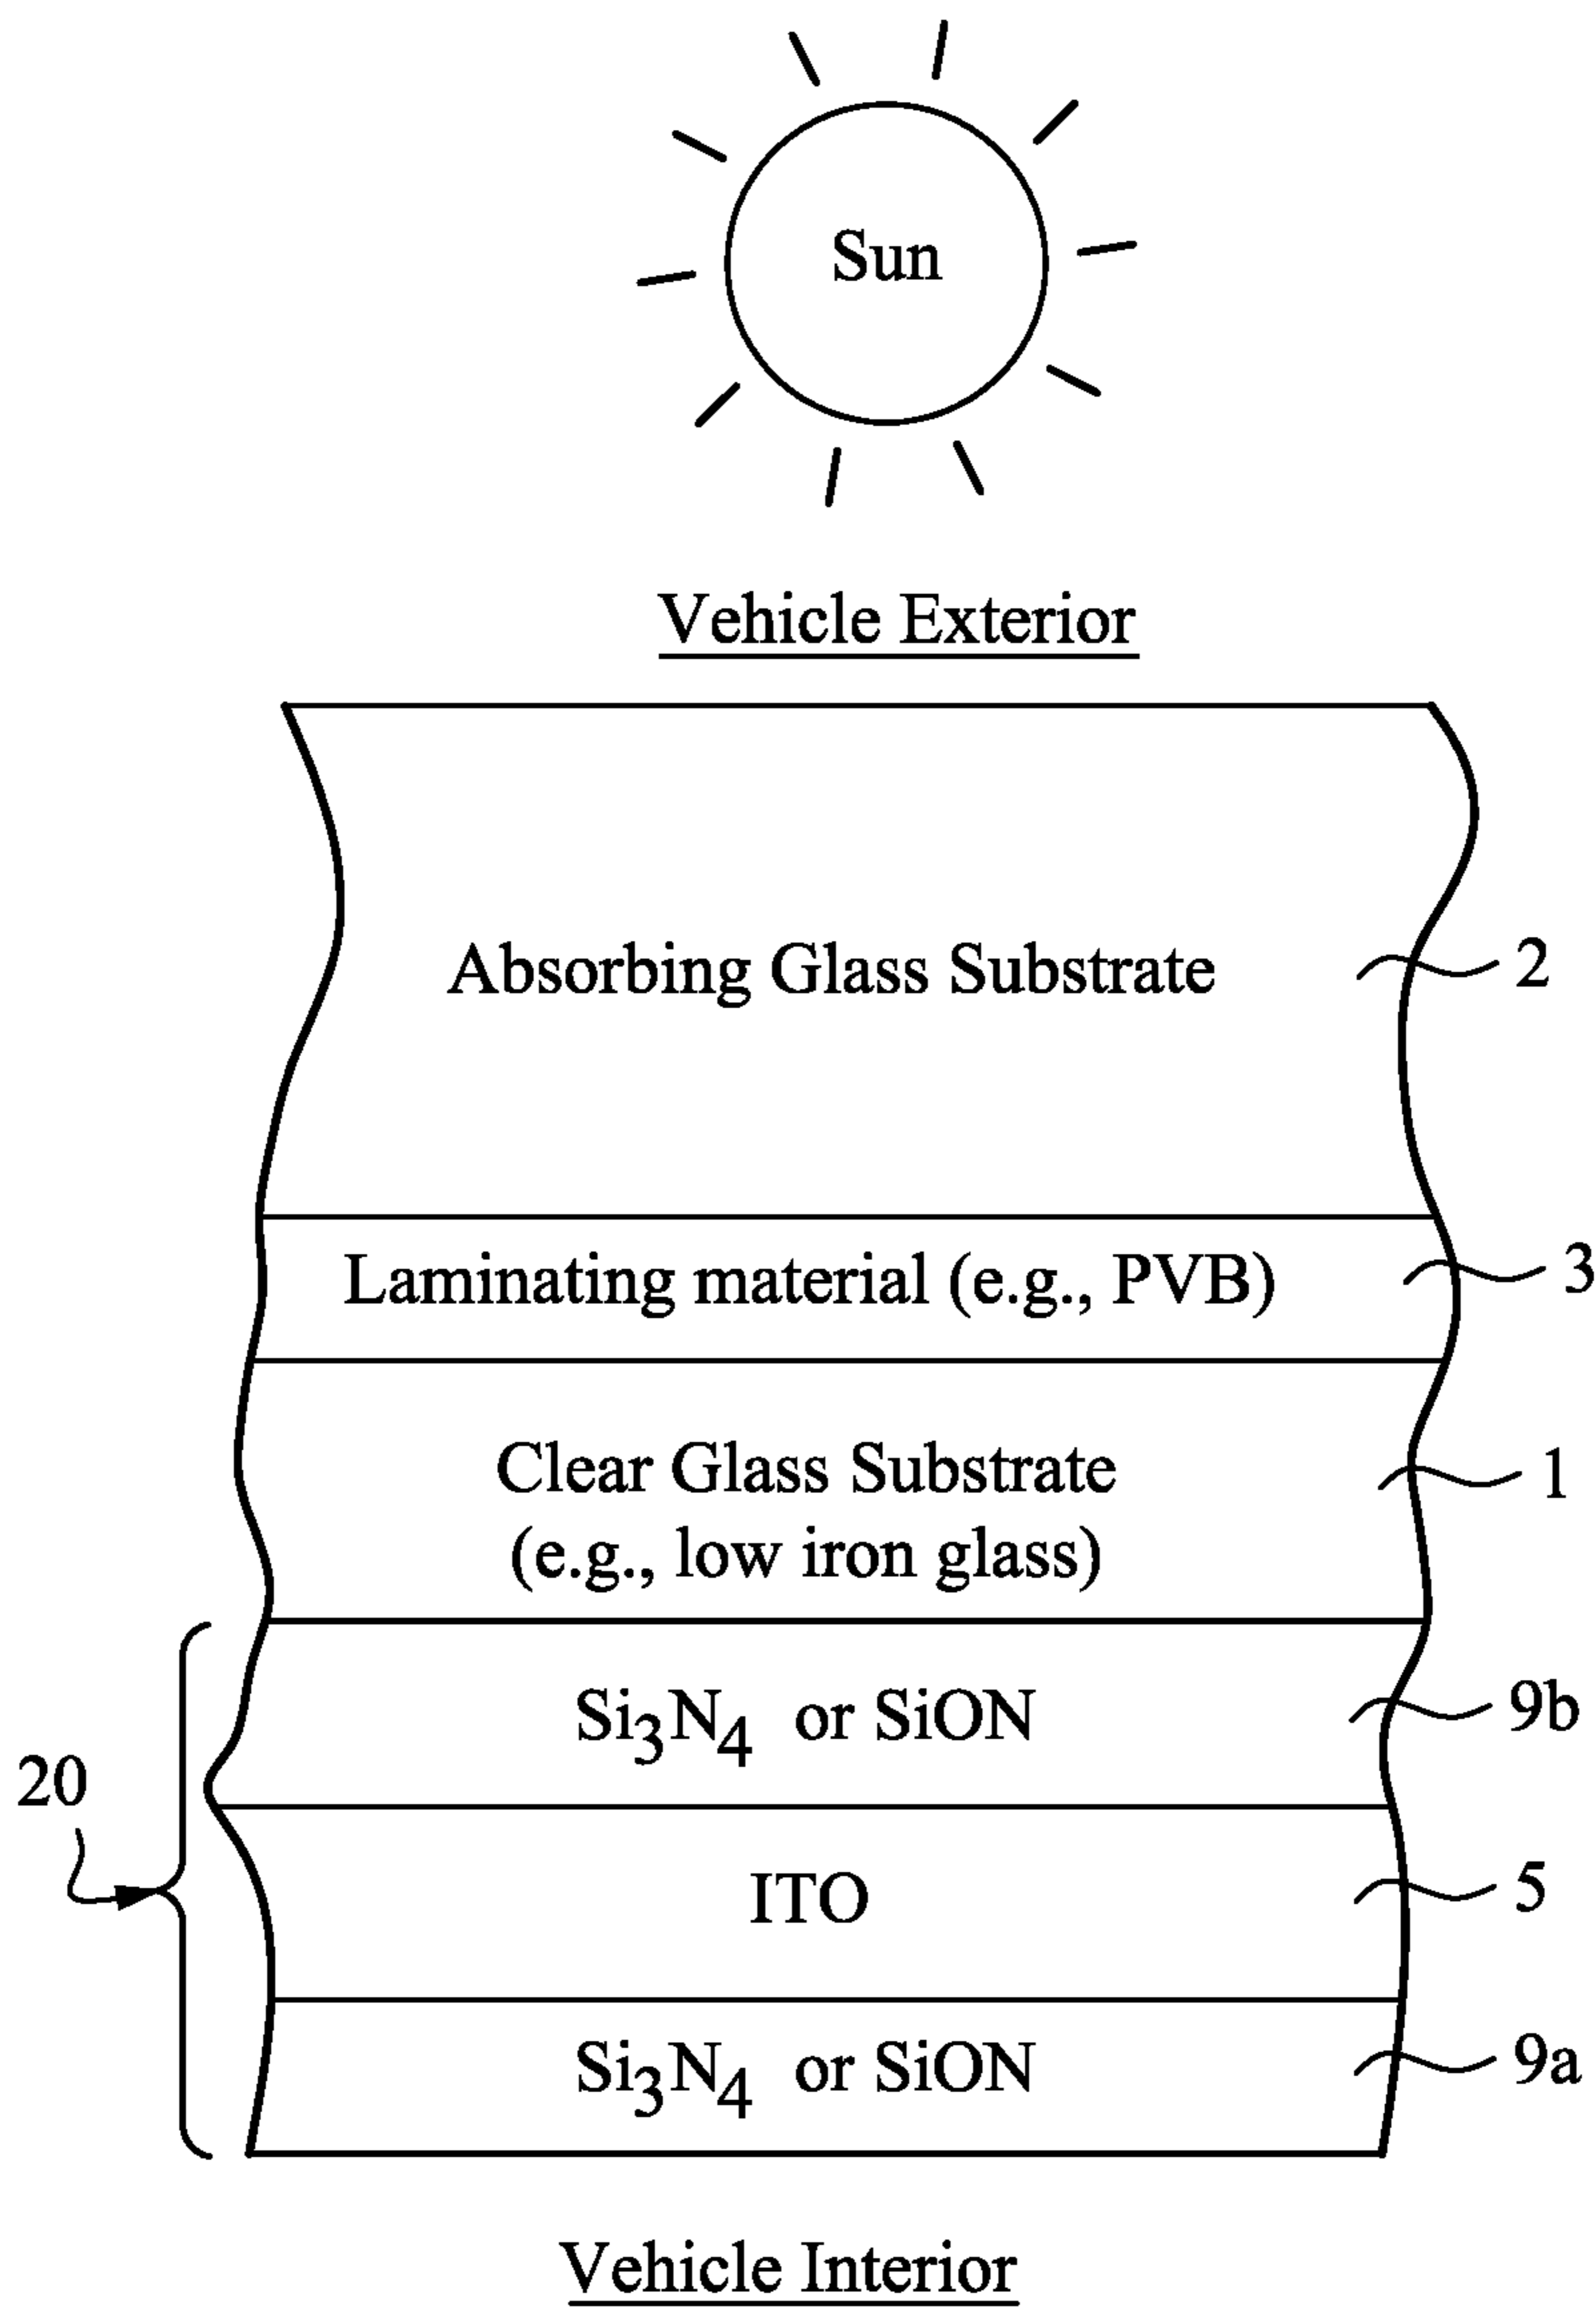 Sun
Vehicle Exterior
Absorbing Glass Substrate 2
Laminating material (e.g., PVB) 3
Clear Glass Substrate
(e.g., low iron glass) 1
Si3N4 or SiON 9b
20
ITO 5
Si3N4 or SiON 9a
Vehicle Interior